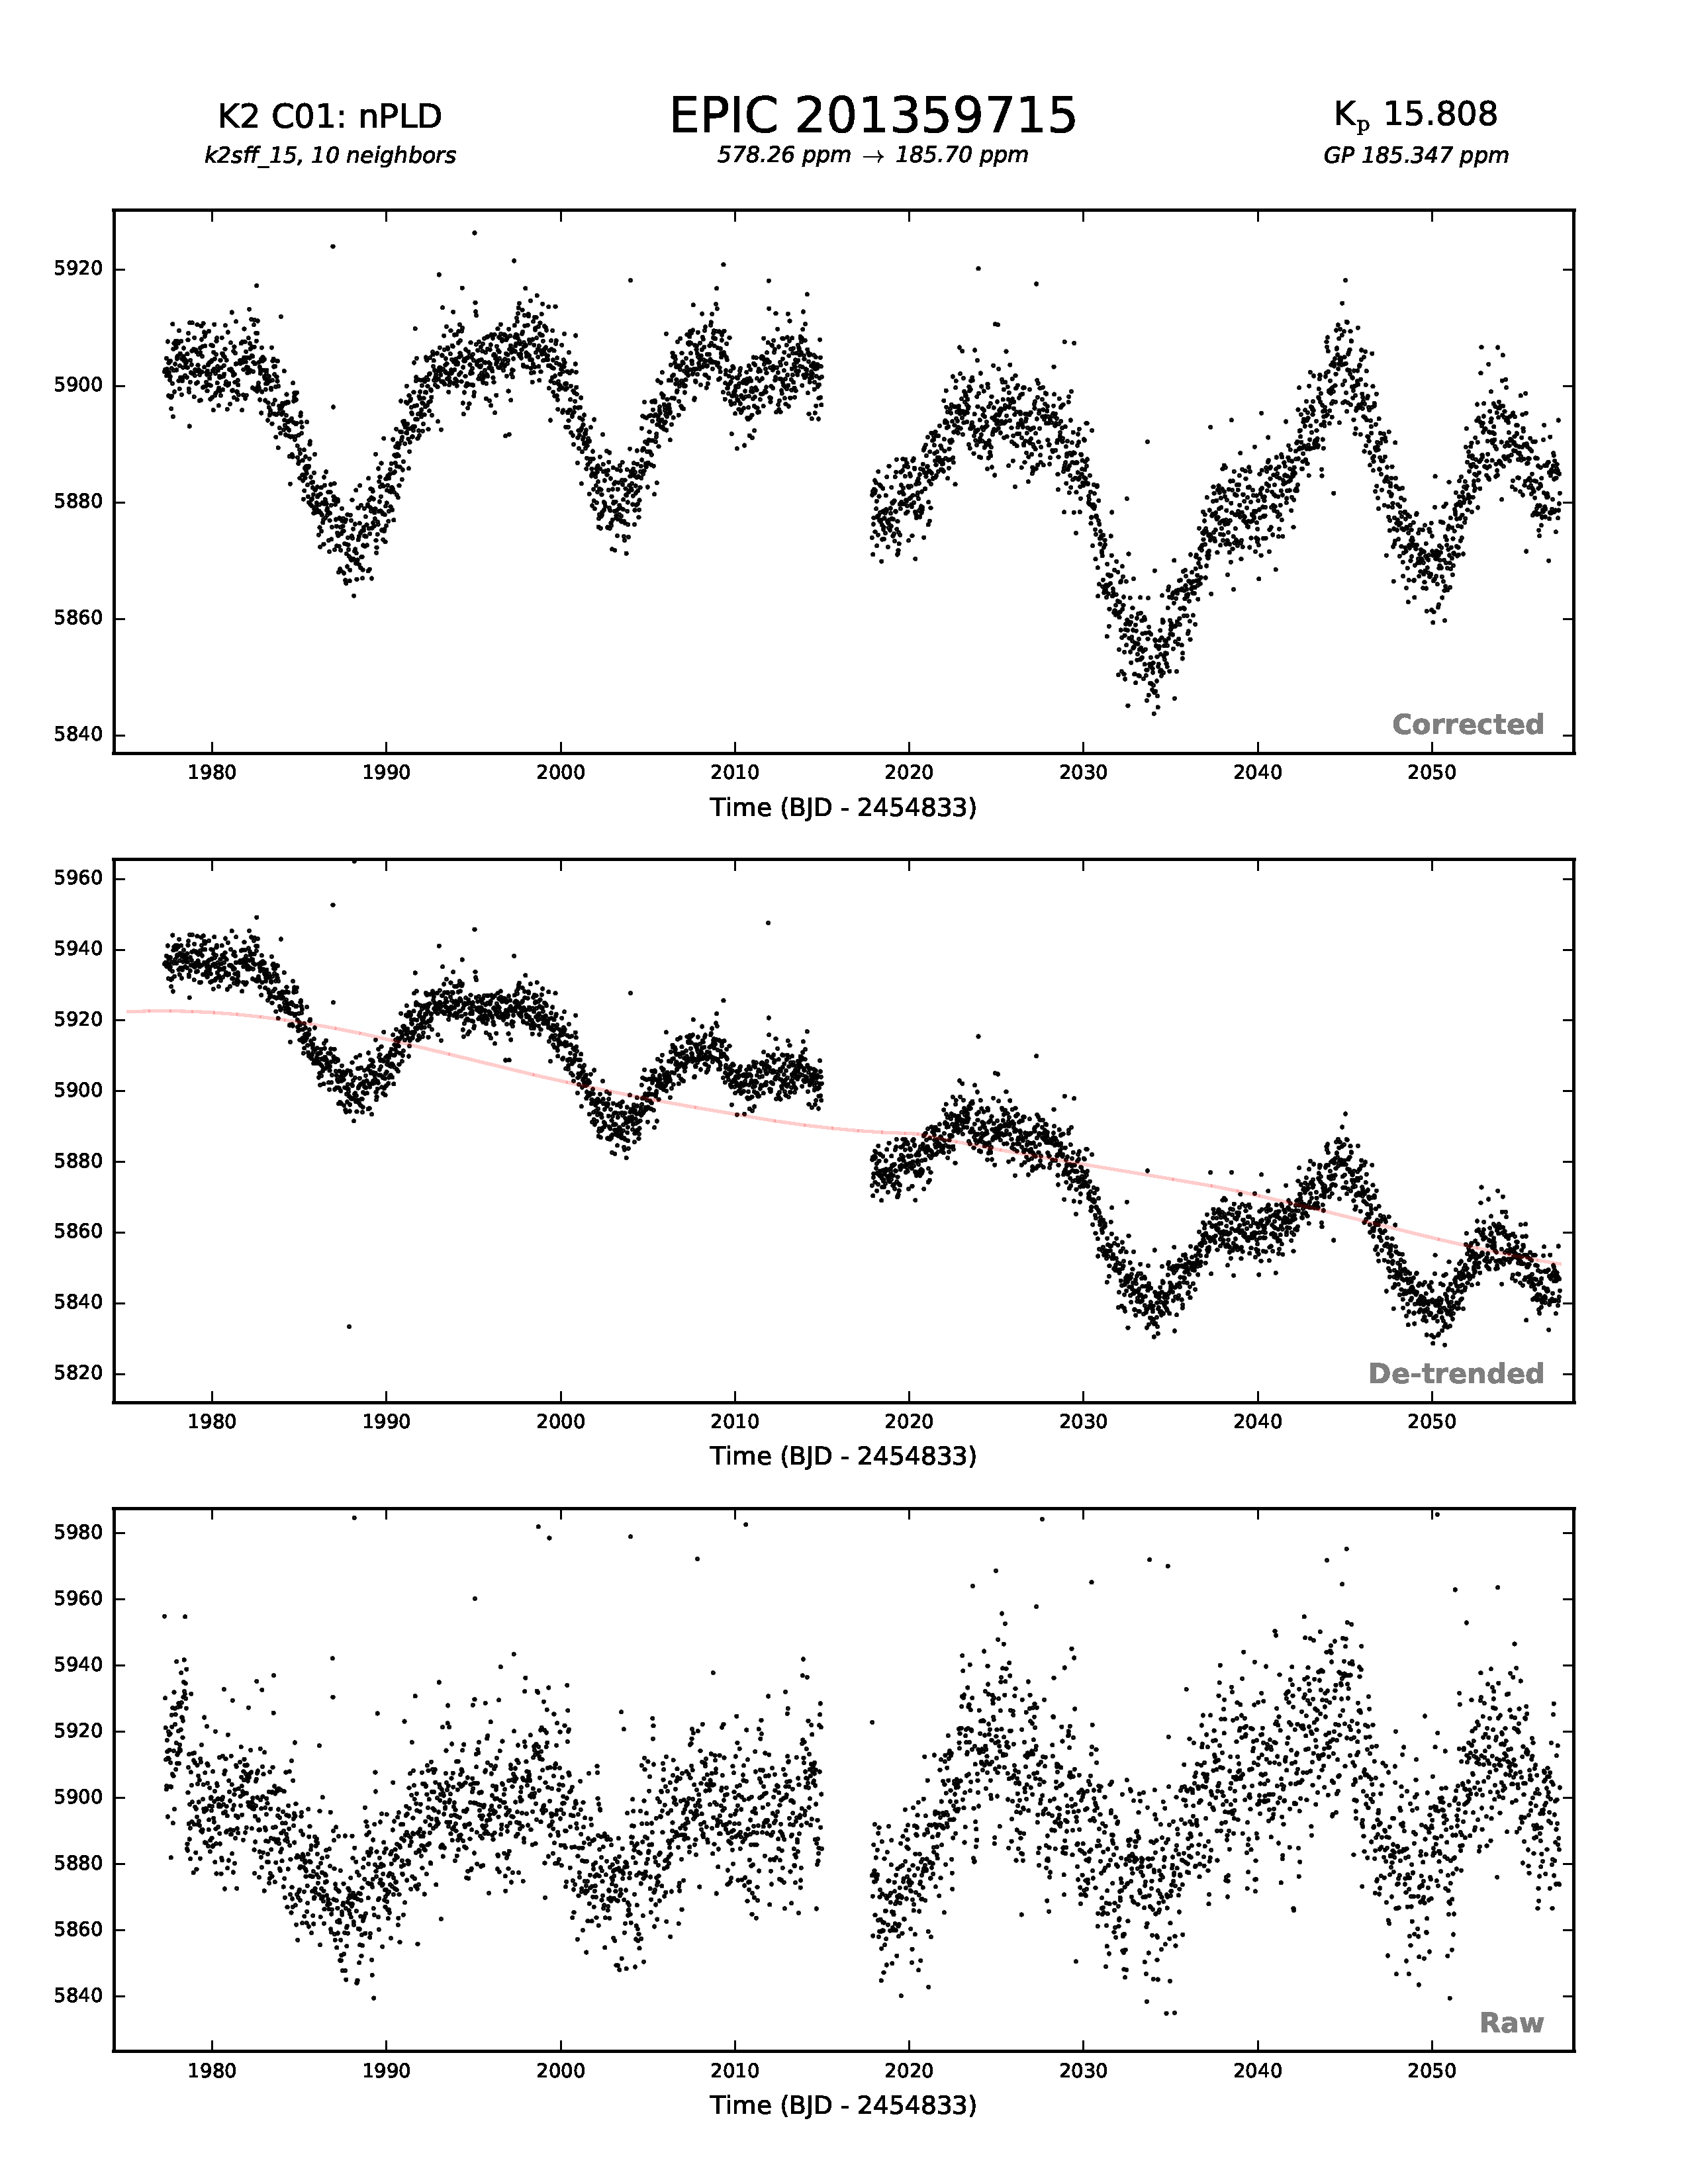 K2 C01: nPLD
EPIC 201359715
Kp 15.808
k2sff_15, 10 neighbors
578.26 ppm → 185.70 ppm
GP 185.347 ppm
5920
5900
5880
5860
5840
Corrected
1980 1990 2000 2010 2020 2030 2040 2050
Time (BJD - 2454833)
5960
5940
5920
5900
5880
5860
5840
5820
De-trended
1980 1990 2000 2010 2020 2030 2040 2050
Time (BJD - 2454833)
5980
5960
5940
5920
5900
5880
5860
5840
Raw
1980 1990 2000 2010 2020 2030 2040 2050
Time (BJD - 2454833)